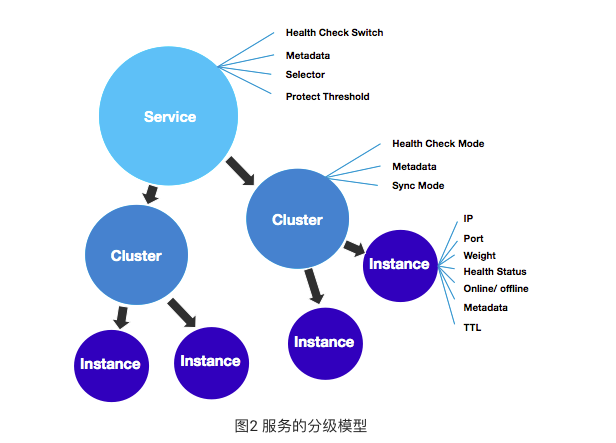 Health Check Switch
Metadata
Selector
Protect Threshold
Service
Health Check Mode
Metadata
Sync Mode
Cluster
Cluster
IP
Port
Weight
Health Status
Online/ offline
Metadata
TTL
Instance
Instance
Instance
Instance
图2 服务的分级模型